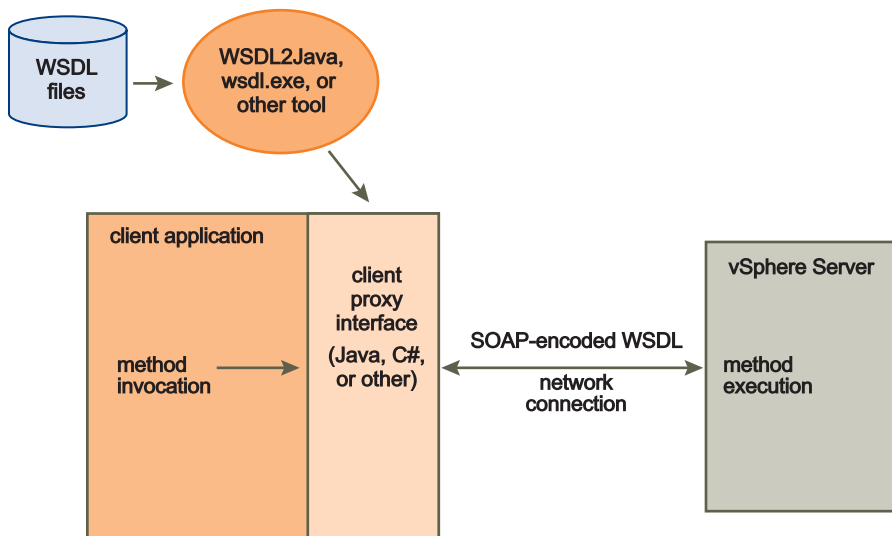 WSDL
files
WSDL2Java,
wsdl.exe, or
other tool
client application
client
proxy
interface
(Java, C#,
or other)
method
invocation
SOAP-encoded WSDL
network
connection
vSphere Server
method
execution